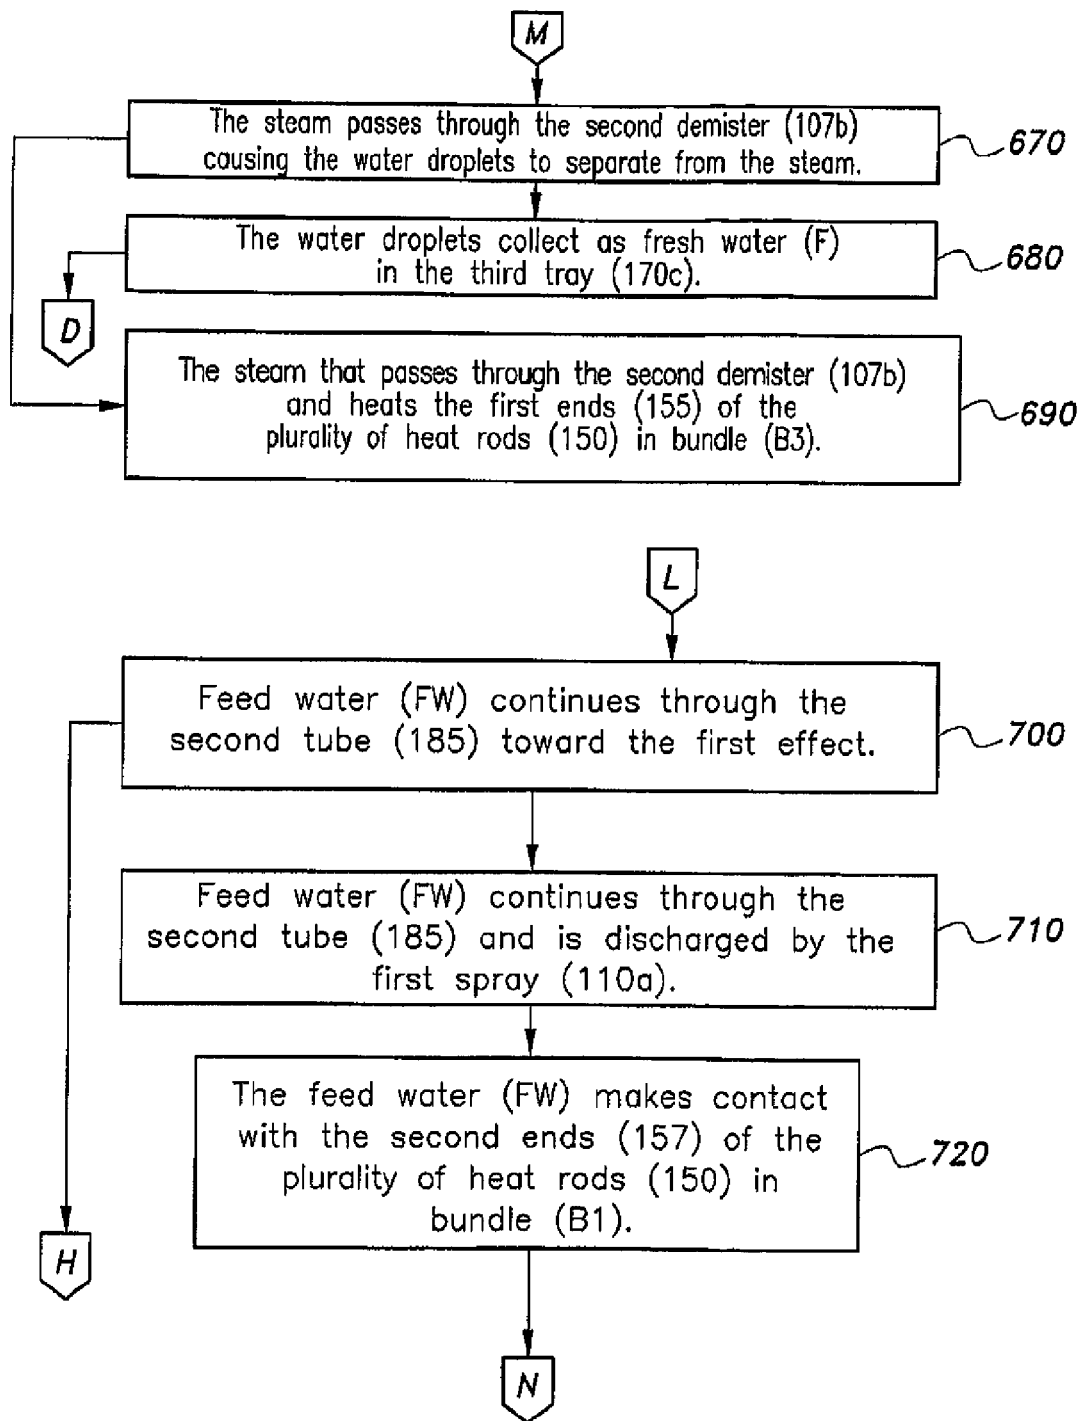 M
The steam passes through the second demister (107b)
causing the water droplets to separate from the steam.
670
The water droplets collect as fresh water (F)
in the third tray (170c).
680
D
The steam that passes through the second demister (107b)
and heats the first ends (155) of the
plurality of heat rods (150) in bundle (B3).
690
L
Feed water (FW) continues through the
second tube (185) toward the first effect.
700
Feed water (FW) continues through the
second tube (185) and is discharged by the
first spray (110a).
710
The feed water (FW) makes contact
with the second ends (157) of the
plurality of heat rods (150) in
bundle (B1).
720
H
N